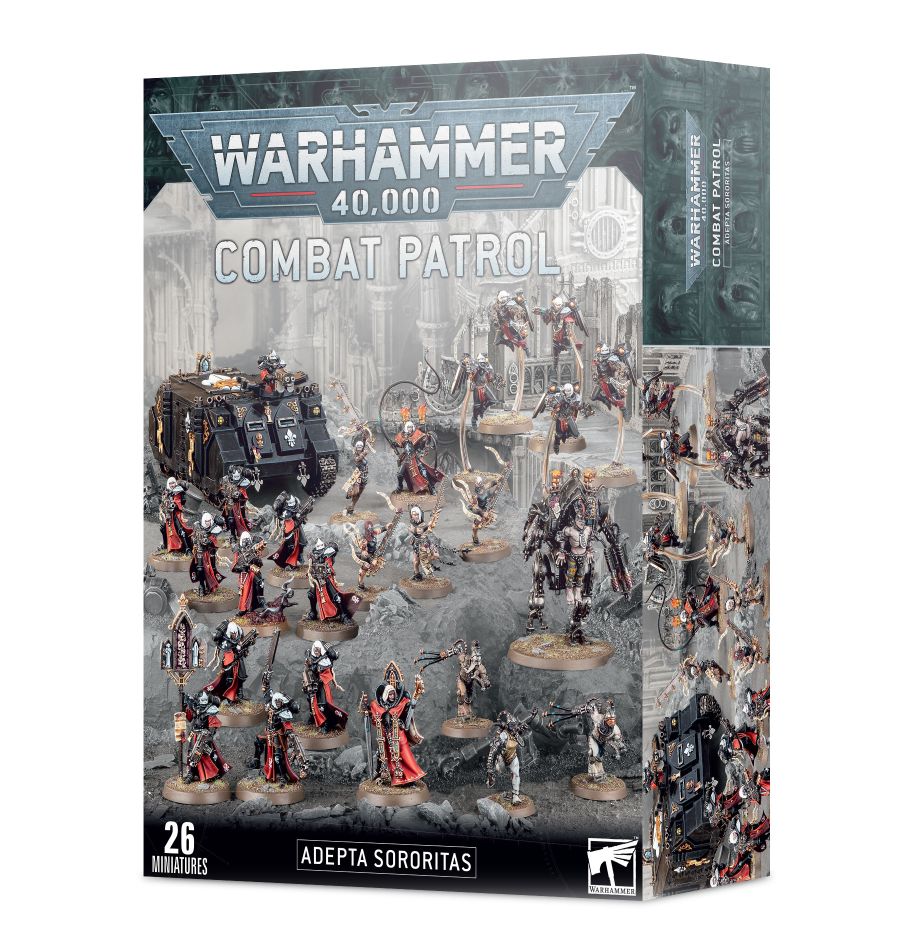 WARHAMMER
40,000
COMBAT PATROL
26
MINIATURES
ADEPTA SORORITAS
WARHAMMER
WARHAMMER
40,000
COMBAT PATROL
ADEPTA SORORITAS